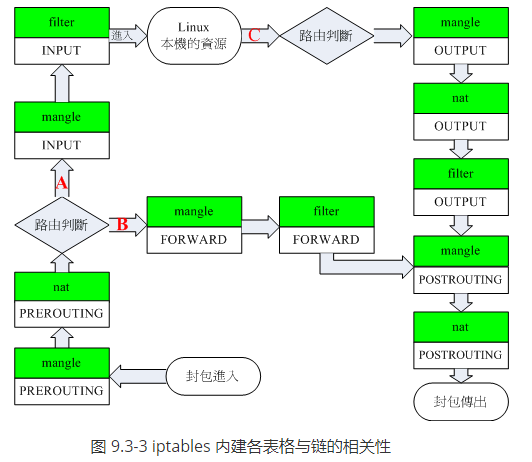 filter
INPUT
進入
Linux
本機的資源
C
路由判斷
mangle
OUTPUT
nat
OUTPUT
filter
OUTPUT
mangle
INPUT
A
路由判斷
B
mangle
FORWARD
filter
FORWARD
mangle
POSTROUTING
nat
PREROUTING
nat
POSTROUTING
mangle
PREROUTING
封包進入
封包傳出
图 9.3-3 iptables 内建各表格与链的相关性